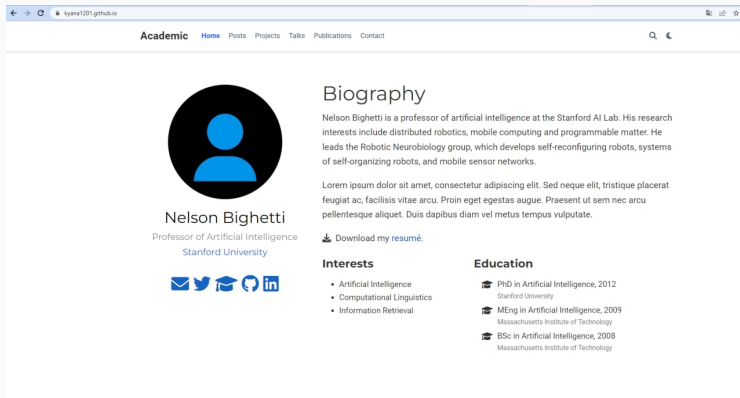 kyana1201.github.io
Academic Home Posts Projects Talks Publications Contact
Biography
Nelson Bighetti is a professor of artificial intelligence at the Stanford AI Lab. His research
interests include distributed robotics, mobile computing and programmable matter. He
leads the Robotic Neurobiology group, which develops self-reconfiguring robots, systems
of self-organizing robots, and mobile sensor networks.
Lorem ipsum dolor sit amet, consectetur adipiscing elit. Sed neque elit, tristique placerat
feugiat ac, facilisis vitae arcu. Proin eget egestas augue. Praesent ut sem nec arcu
pellentesque aliquet. Duis dapibus diam vel metus tempus vulputate.
Nelson Bighetti
Professor of Artificial Intelligence
Stanford University
in
Download my resumé.
Interests
Artificial Intelligence
Computational Linguistics
Information Retrieval
Education
PhD in Artificial Intelligence, 2012
Stanford University
MEng in Artificial Intelligence, 2009
Massachusetts Institute of Technology
BSc in Artificial Intelligence, 2008
Massachusetts Institute of Technology